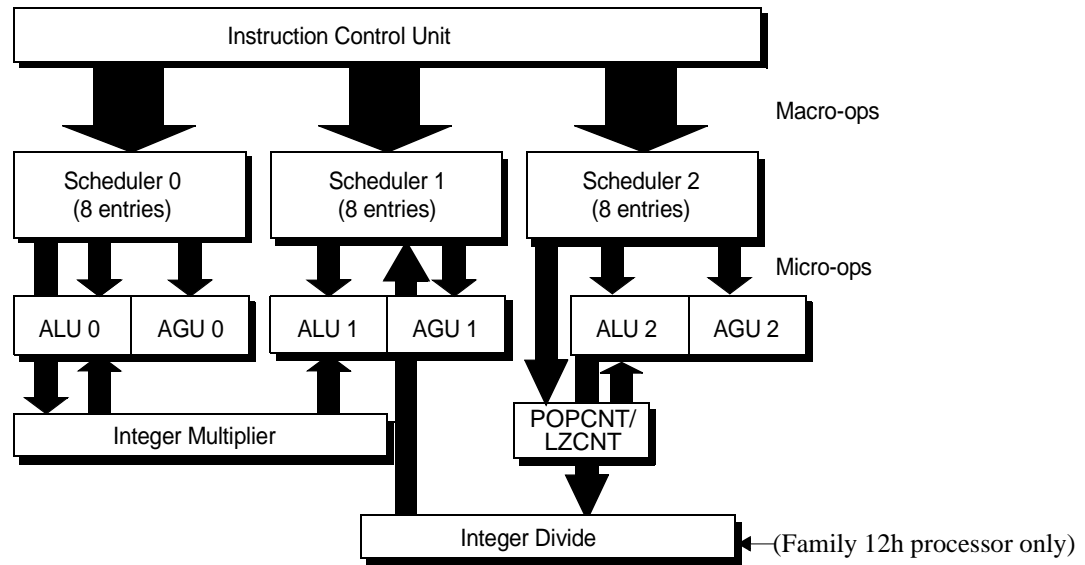 Instruction Control Unit
Macro-ops
Scheduler 0
(8 entries)
Scheduler 1
(8 entries)
Scheduler 2
(8 entries)
Micro-ops
ALU 0
AGU 0
ALU 1
AGU 1
ALU 2
AGU 2
Integer Multiplier
POPCNT/
LZCNT
Integer Divide
(Family 12h processor only)